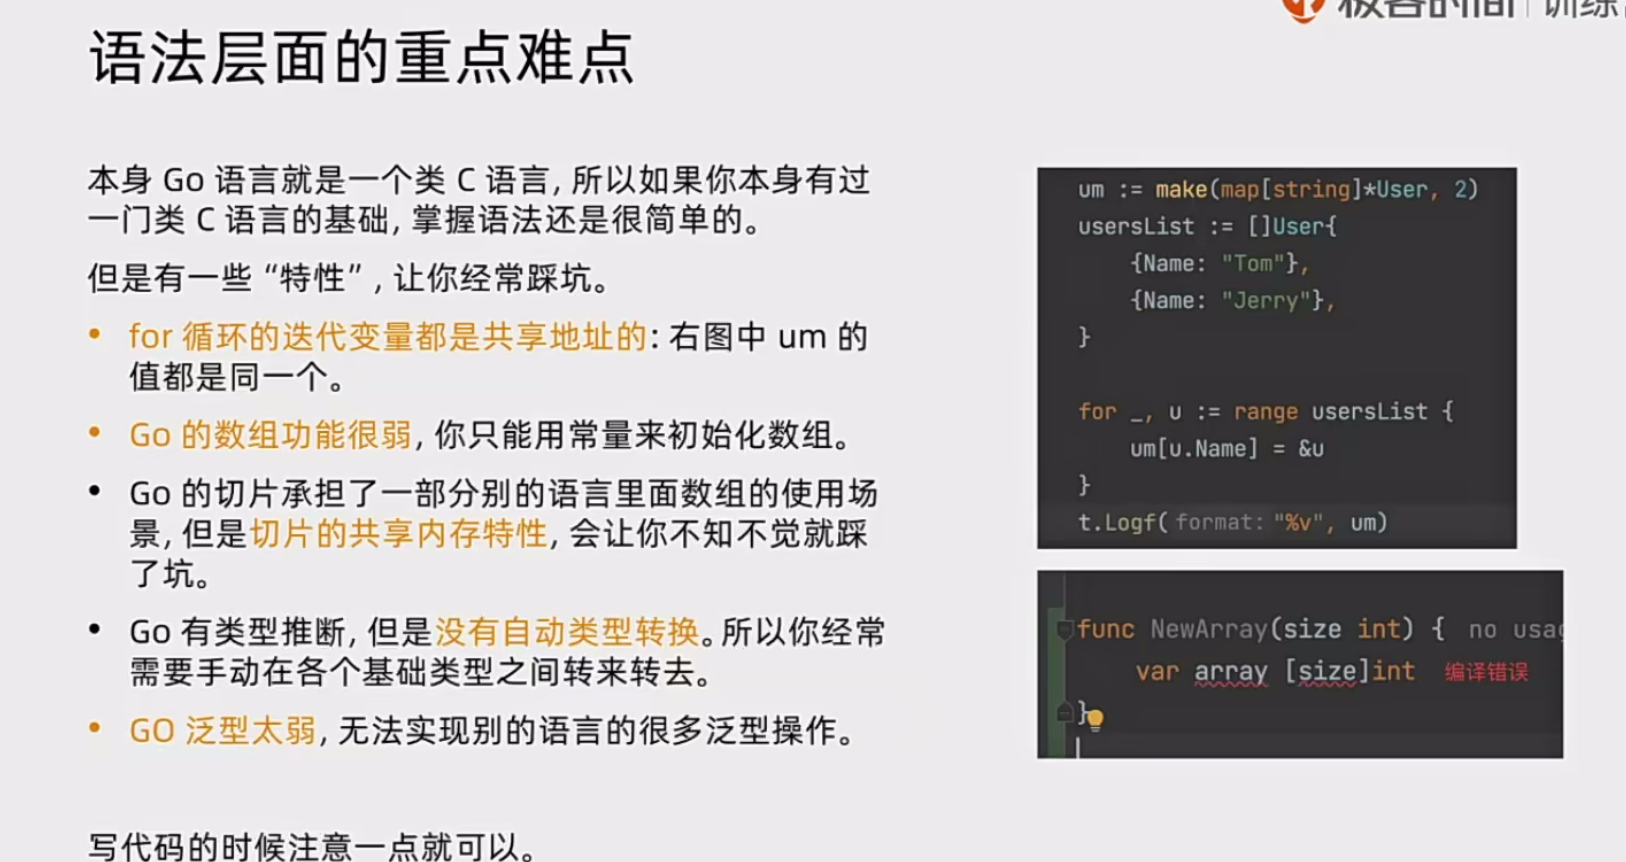 极客时间 | 训练
语法层面的重点难点
本身 Go 语言就是一个类 C 语言, 所以如果你本身有过
一门类 C 语言的基础, 掌握语法还是很简单的。
但是有一些“特性”, 让你经常踩坑。
• for 循环的迭代变量都是共享地址的: 右图中 um 的
值都是同一个。
• Go 的数组功能很弱, 你只能用常量来初始化数组。
• Go 的切片承担了一部分别的语言里面数组的使用场
景, 但是切片的共享内存特性, 会让你不知不觉就踩
了坑。
• Go 有类型推断, 但是没有自动类型转换。所以你经常
需要手动在各个基础类型之间转来转去。
• GO 泛型太弱, 无法实现别的语言的很多泛型操作。
写代码的时候注意一点就可以。
um := make(map[string]*User, 2)
usersList := []User{
{Name: "Tom"},
{Name: "Jerry"},
}
for _, u := range usersList {
um[u.Name] = &u
}
t.Logf( format: "%v", um)
func NewArray(size int) { no usag
var array [size]int 编译错误
}